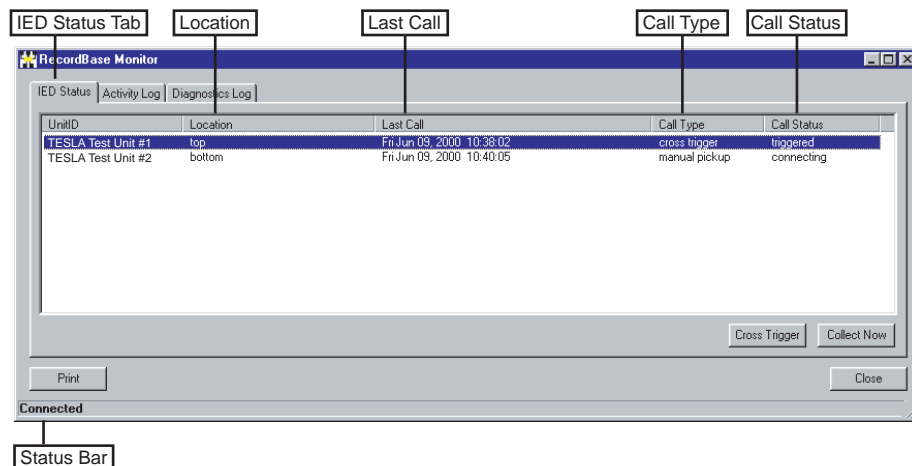 IED Status Tab Location Last Call Call Type Call Status
RecordBase Monitor
IED Status Activity Log Diagnostics Log
UnitID Location Last Call Call Type Call Status
TESLA Test Unit #1 top Fri Jun 09, 2000 10:38:02 cross trigger triggered
TESLA Test Unit #2 bottom Fri Jun 09, 2000 10:40:05 manual pickup connecting
Cross Trigger Collect Now
Print Close
Connected
Status Bar